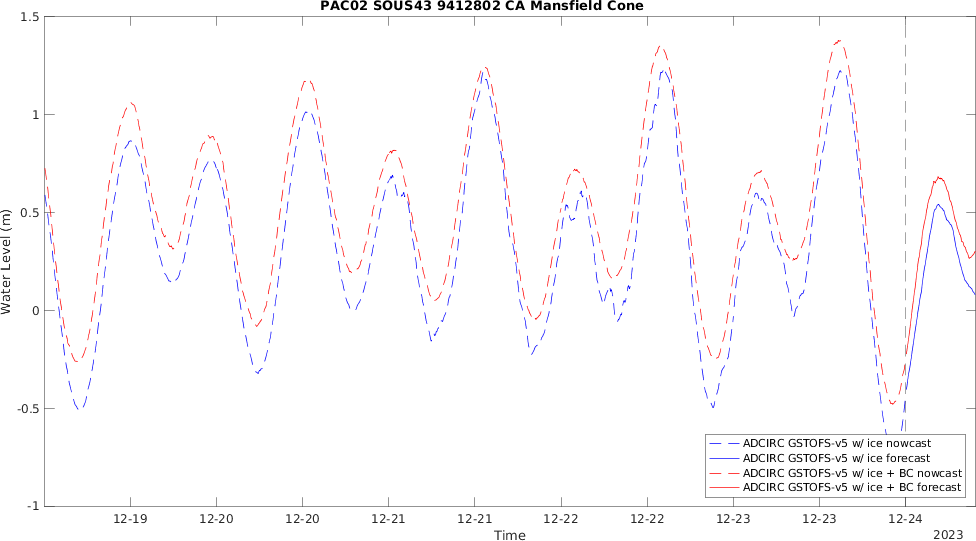 PAC02 SOUS43 9412802 CA Mansfield Cone
Water Level (m)
1.5
1
0.5
0
-0.5
-1
ADCIRC GSTOFS-v5 w/ ice nowcast
ADCIRC GSTOFS-v5 w/ ice forecast
ADCIRC GSTOFS-v5 w/ ice + BC nowcast
ADCIRC GSTOFS-v5 w/ ice + BC forecast
12-19 12-20 12-20 12-21 12-21 12-22 12-22 12-23 12-23 12-24
Time
2023